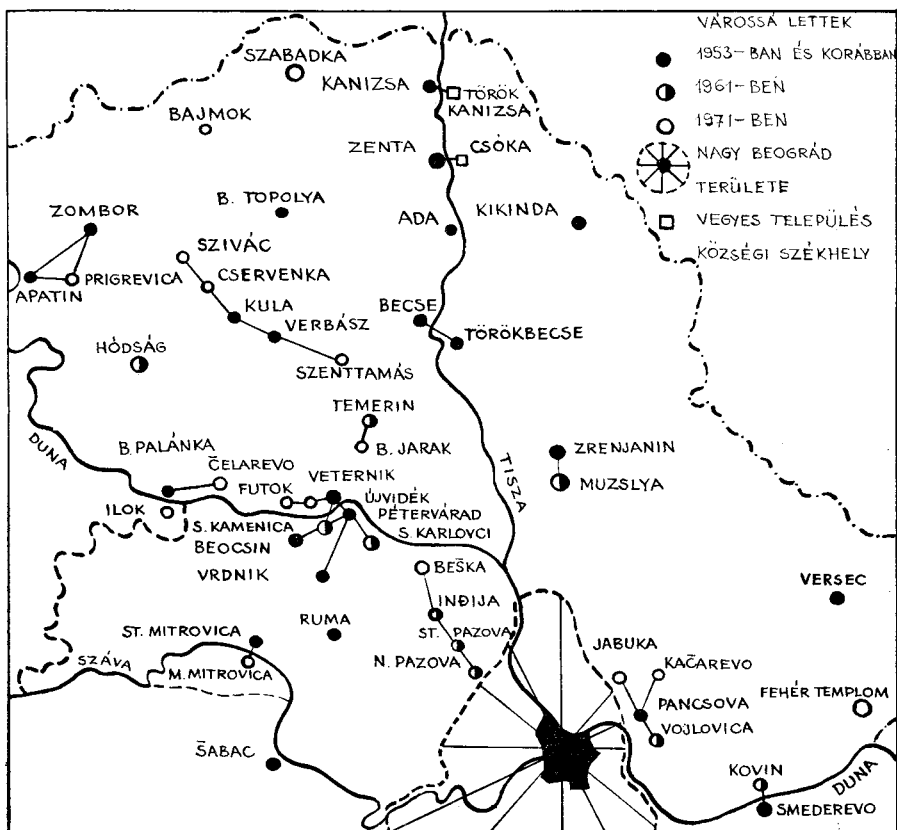 VÁROSSÁ LETTEK
1953-BAN ÉS KORÁBBAN
1961-BEN
1971-BEN
NAGY BEOGRÁD
TERÜLETE
VEGYES TELEPÜLÉS
KÖZSÉGI SZÉKHELY
SZABADKA
KANIZSA
TÖRÖK
KANIZSA
BAJMOK
ZENTA
CSÓKA
B. TOPOLYA
ZOMBOR
ADA
KIKINDA
SZIVÁC
CSERVENKA
PRIGREVICA
APATIN
KULA
BECSE
VERBÁSZ
TÖRÖKBECSE
HÓDSÁG
SZENTTAMÁS
TEMERIN
B. JARAK
DUNA
B. PALÁNKA
ČELAREVO
TISZA
ZRENJANIN
MUZSLYA
FUTOK
VETERNIK
ÚJVIDÉK
ILOK
S. KAMENICA
PÉTERVÁRAD
BEOCSIN
S. KARLOVCI
VRDNIK
BEŠKA
VERSEC
INĐIJA
RUMA
ST. MITROVICA
ST. PAZOVA
JABUKA
SZÁVA
M. MITROVICA
N. PAZOVA
KAČAREVO
FEHÉR TEMPLOM
PANCSOVA
VOJLOVICA
ŠABAC
KOVIN
DUNA
SMEDEREVO